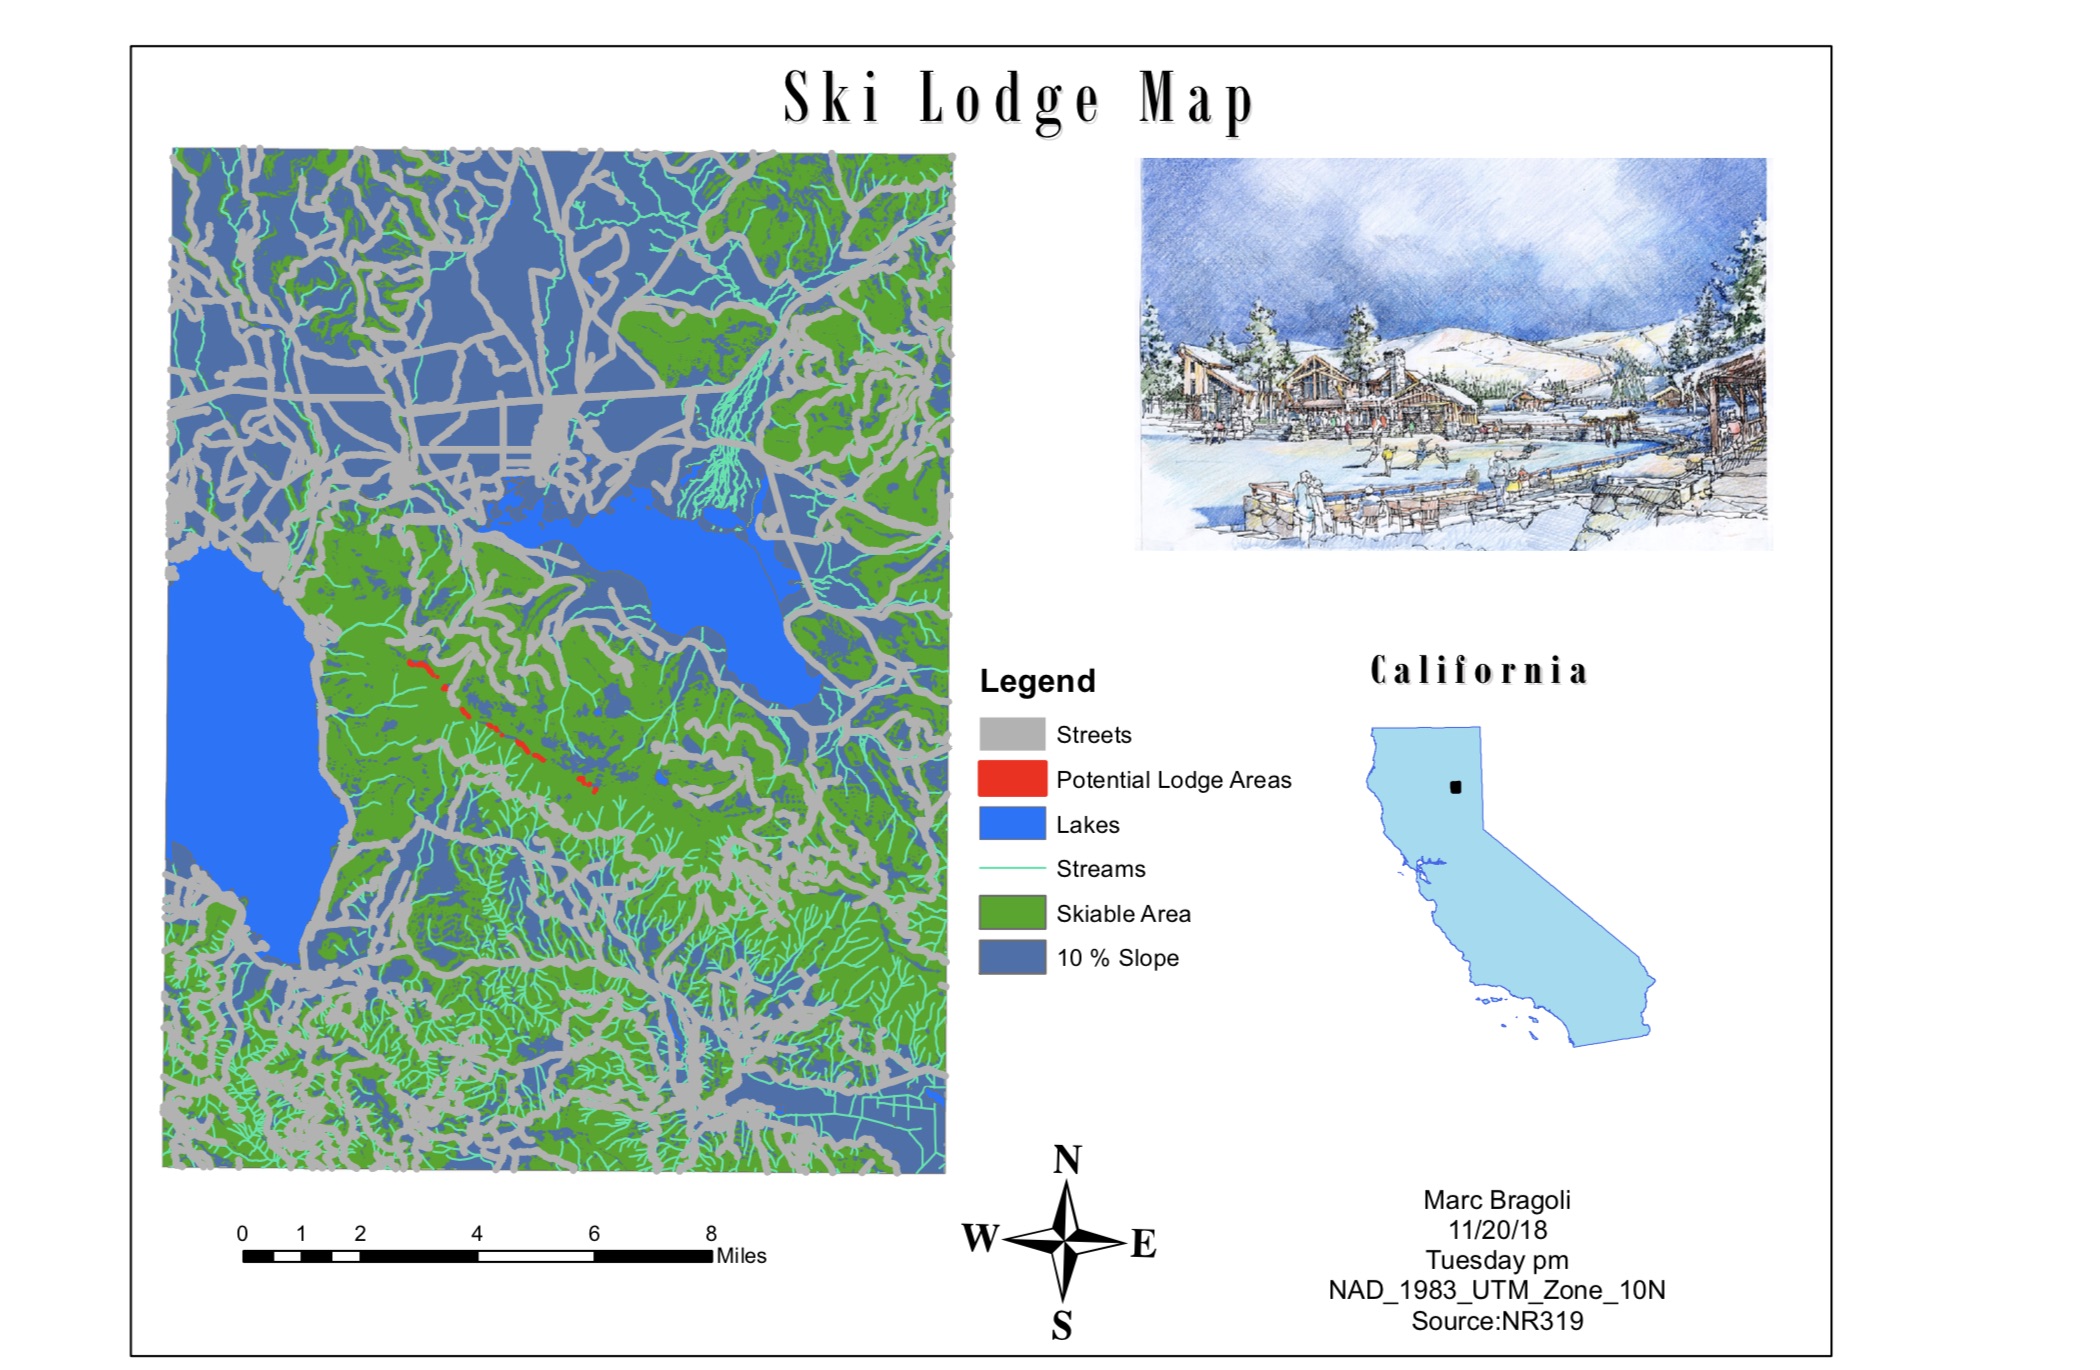 Ski Lodge Map
California
Legend
Streets
Potential Lodge Areas
Lakes
Streams
Skiable Area
10 % Slope
N
W
E
S
0 1 2 4 6 8
Miles
Marc Bragoli
11/20/18
Tuesday pm
NAD_1983_UTM_Zone_10N
Source:NR319